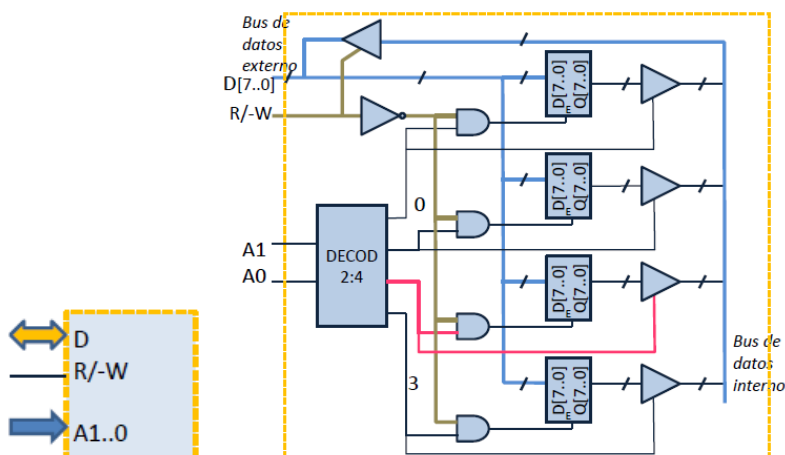 Bus de
datos
externo
D[7..0]
R/-W
D[7..0]
E
Q[7..0]
0
D[7..0]
E
Q[7..0]
A1
A0
DECOD
2:4
D[7..0]
E
Q[7..0]
3
D[7..0]
E
Q[7..0]
Bus de
datos
interno
D
R/-W
A1..0